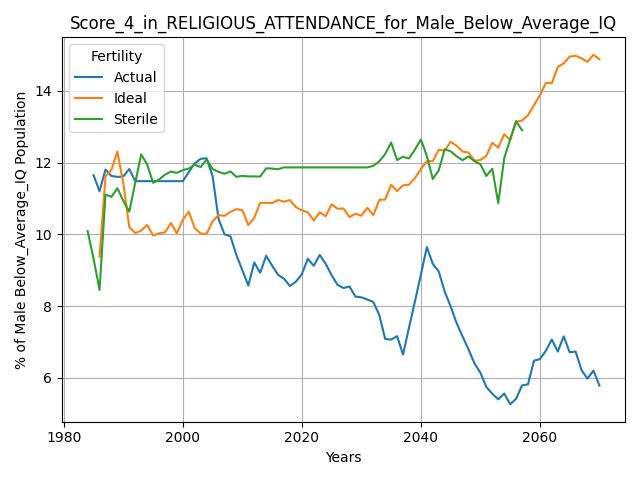 Score_4_in_RELIGIOUS_ATTENDANCE_for_Male_Below_Average_IQ
Fertility
Actual
Ideal
Sterile
% of Male Below_Average_IQ Population
14
12
10
8
6
1980
2000
2020
2040
2060
Years